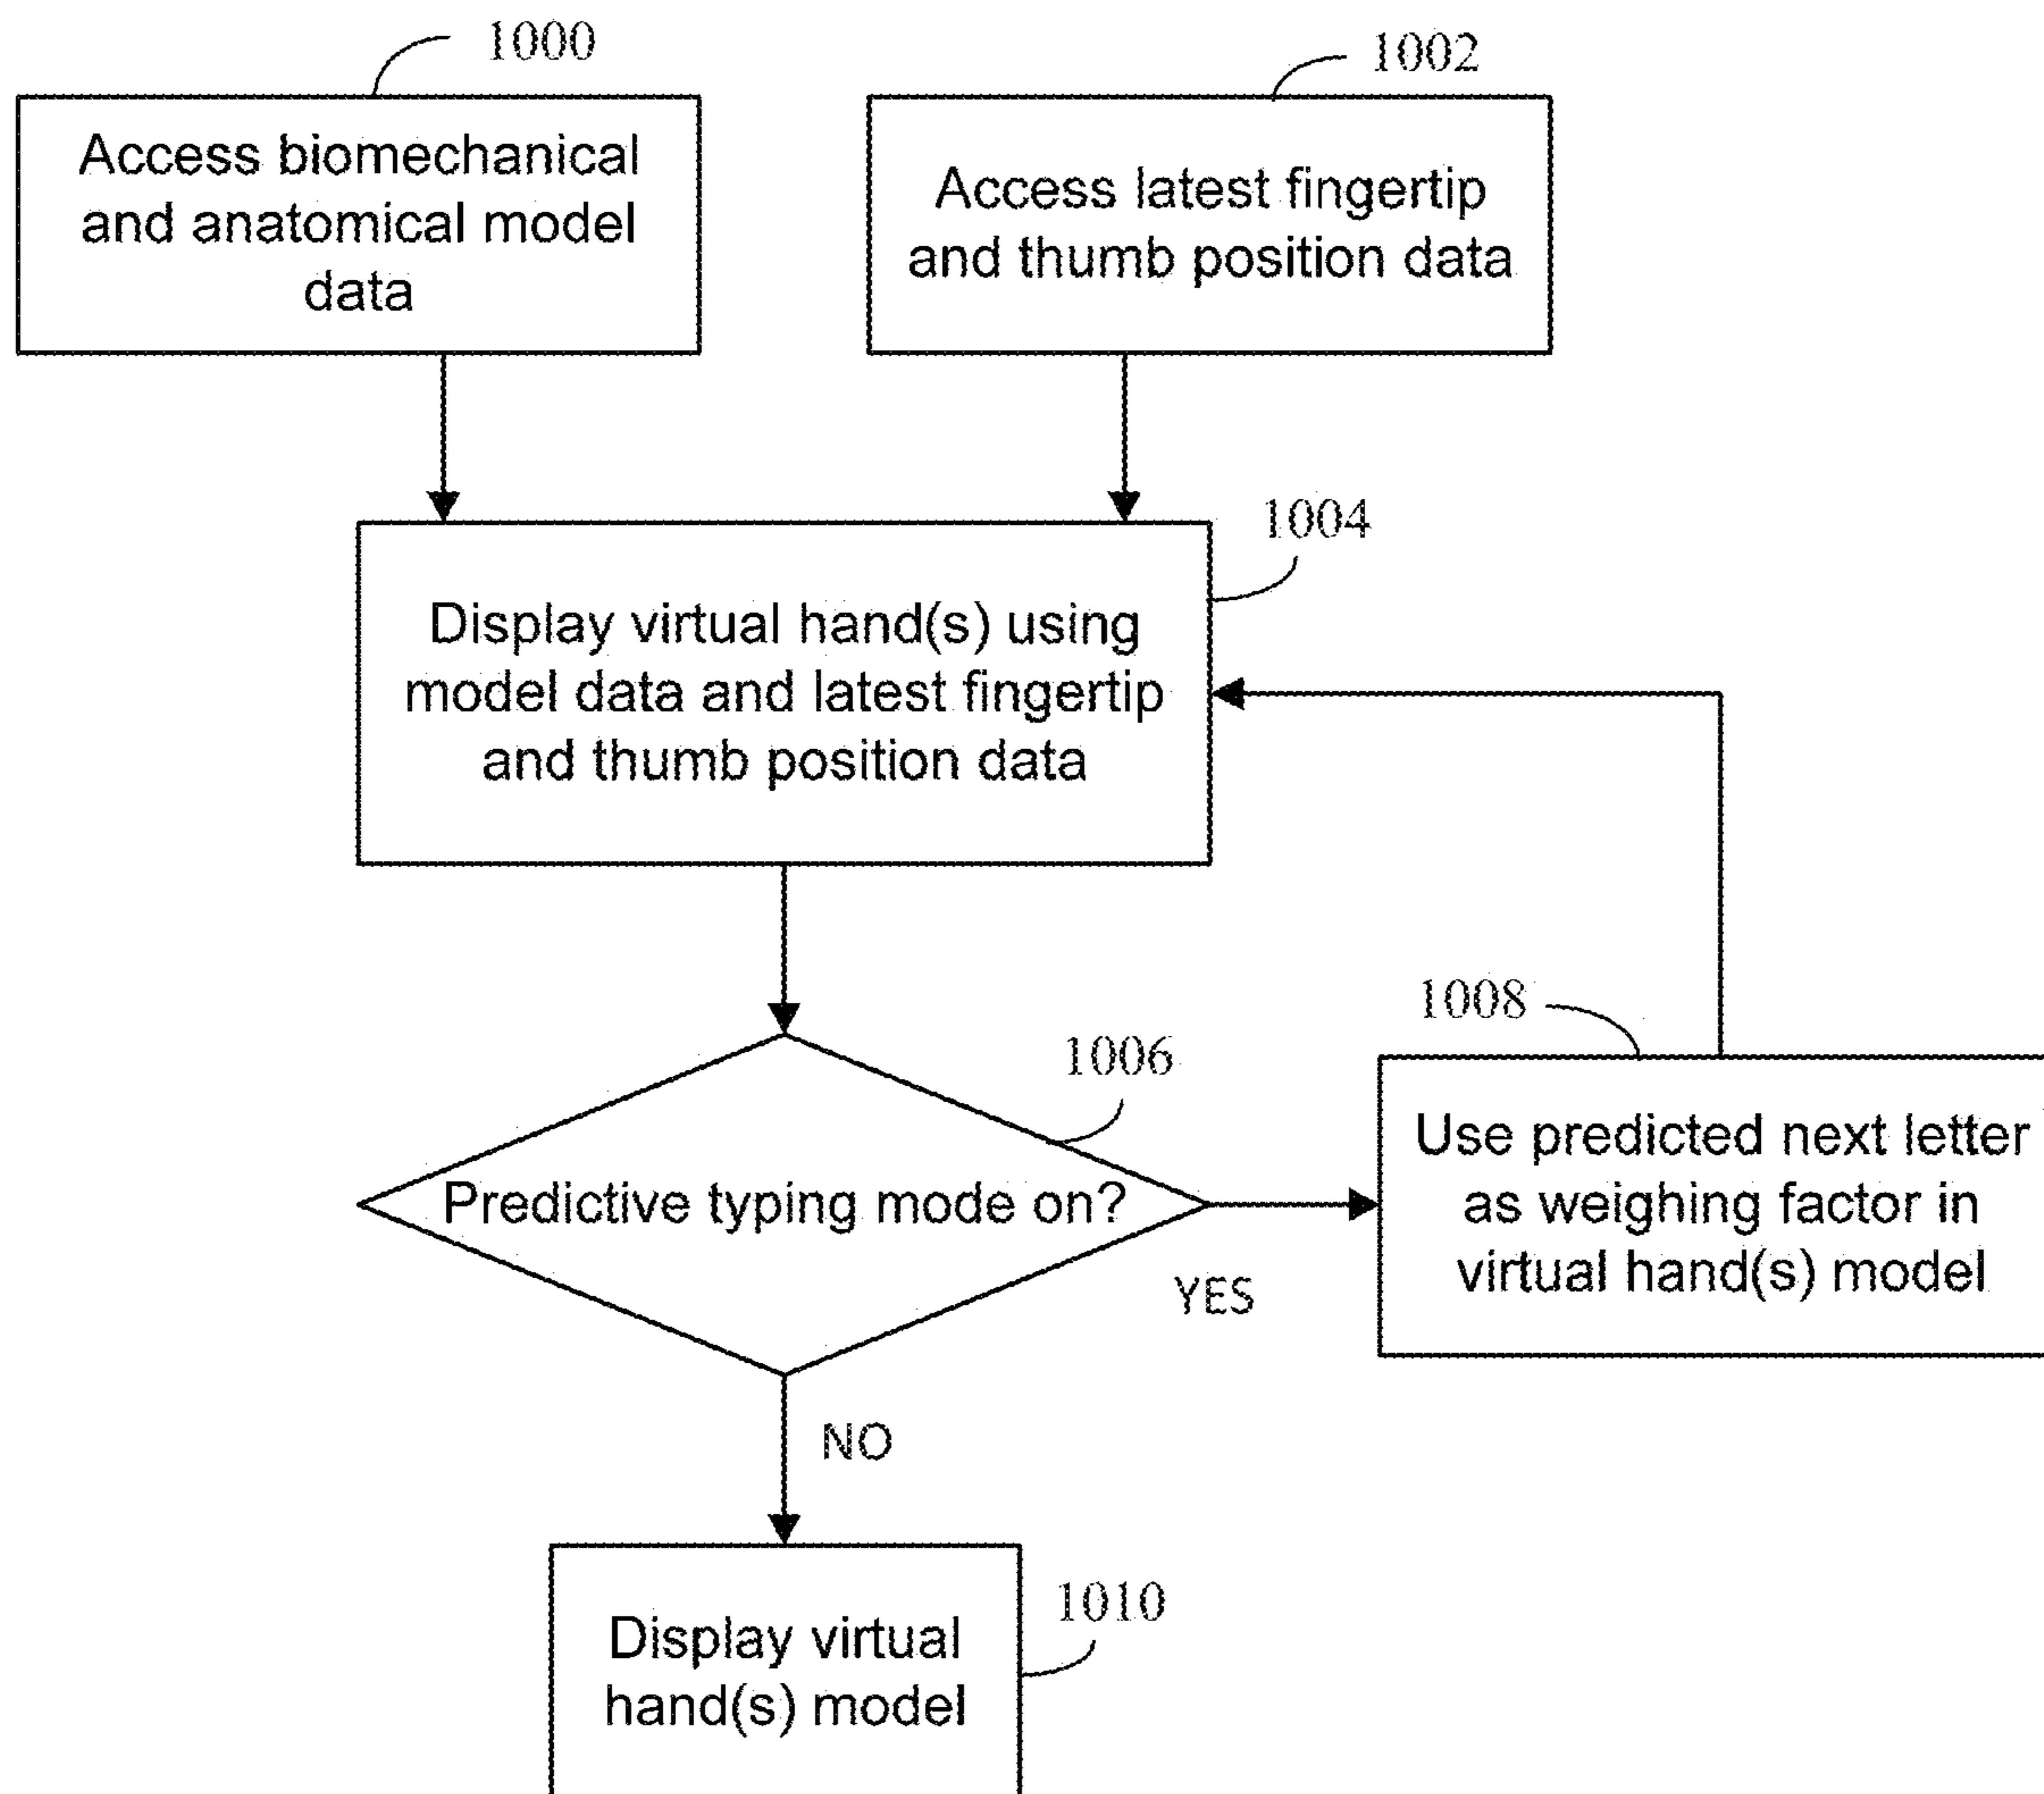 1000
Access biomechanical
and anatomical model
data
1002
Access latest fingertip
and thumb position data
1004
Display virtual hand(s) using
model data and latest fingertip
and thumb position data
1006
Predictive typing mode on?
YES
1008
Use predicted next letter
as weighing factor in
virtual hand(s) model
NO
1010
Display virtual
hand(s) model